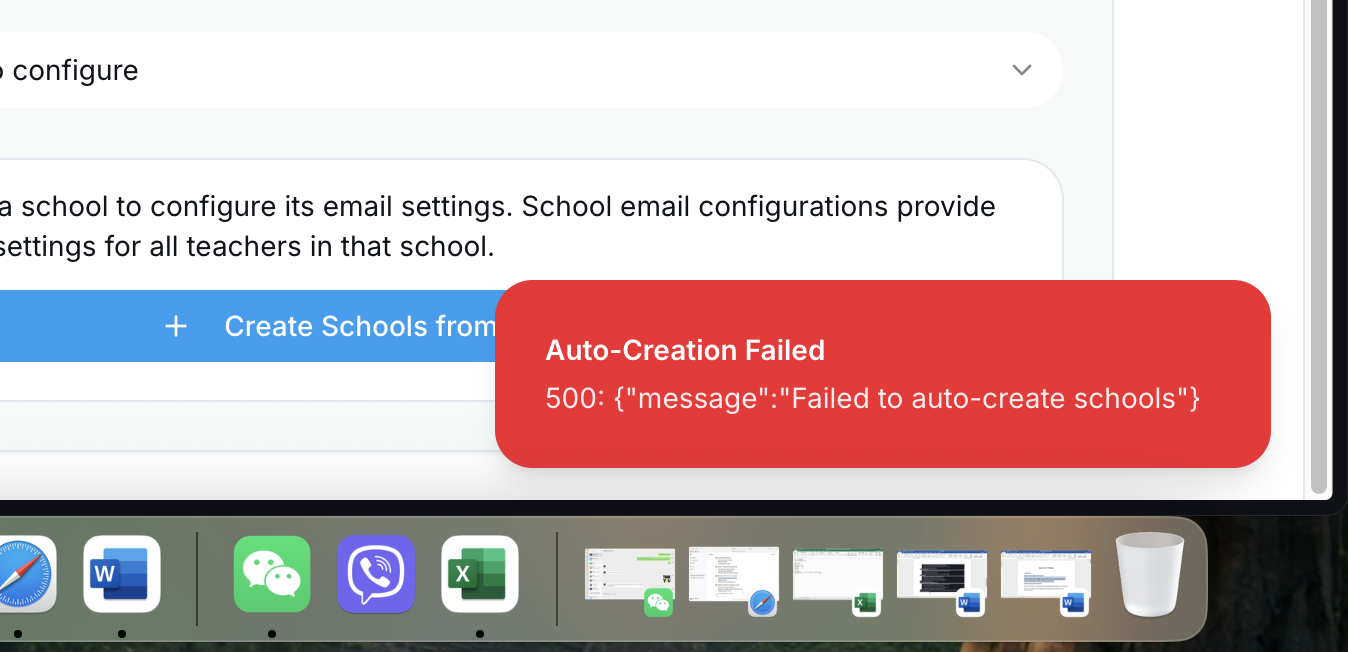 configure
a school to configure its email settings. School email configurations provide
settings for all teachers in that school.
+ Create Schools from
Auto-Creation Failed
500: {"message":"Failed to auto-create schools"}
W
X
X
W
W